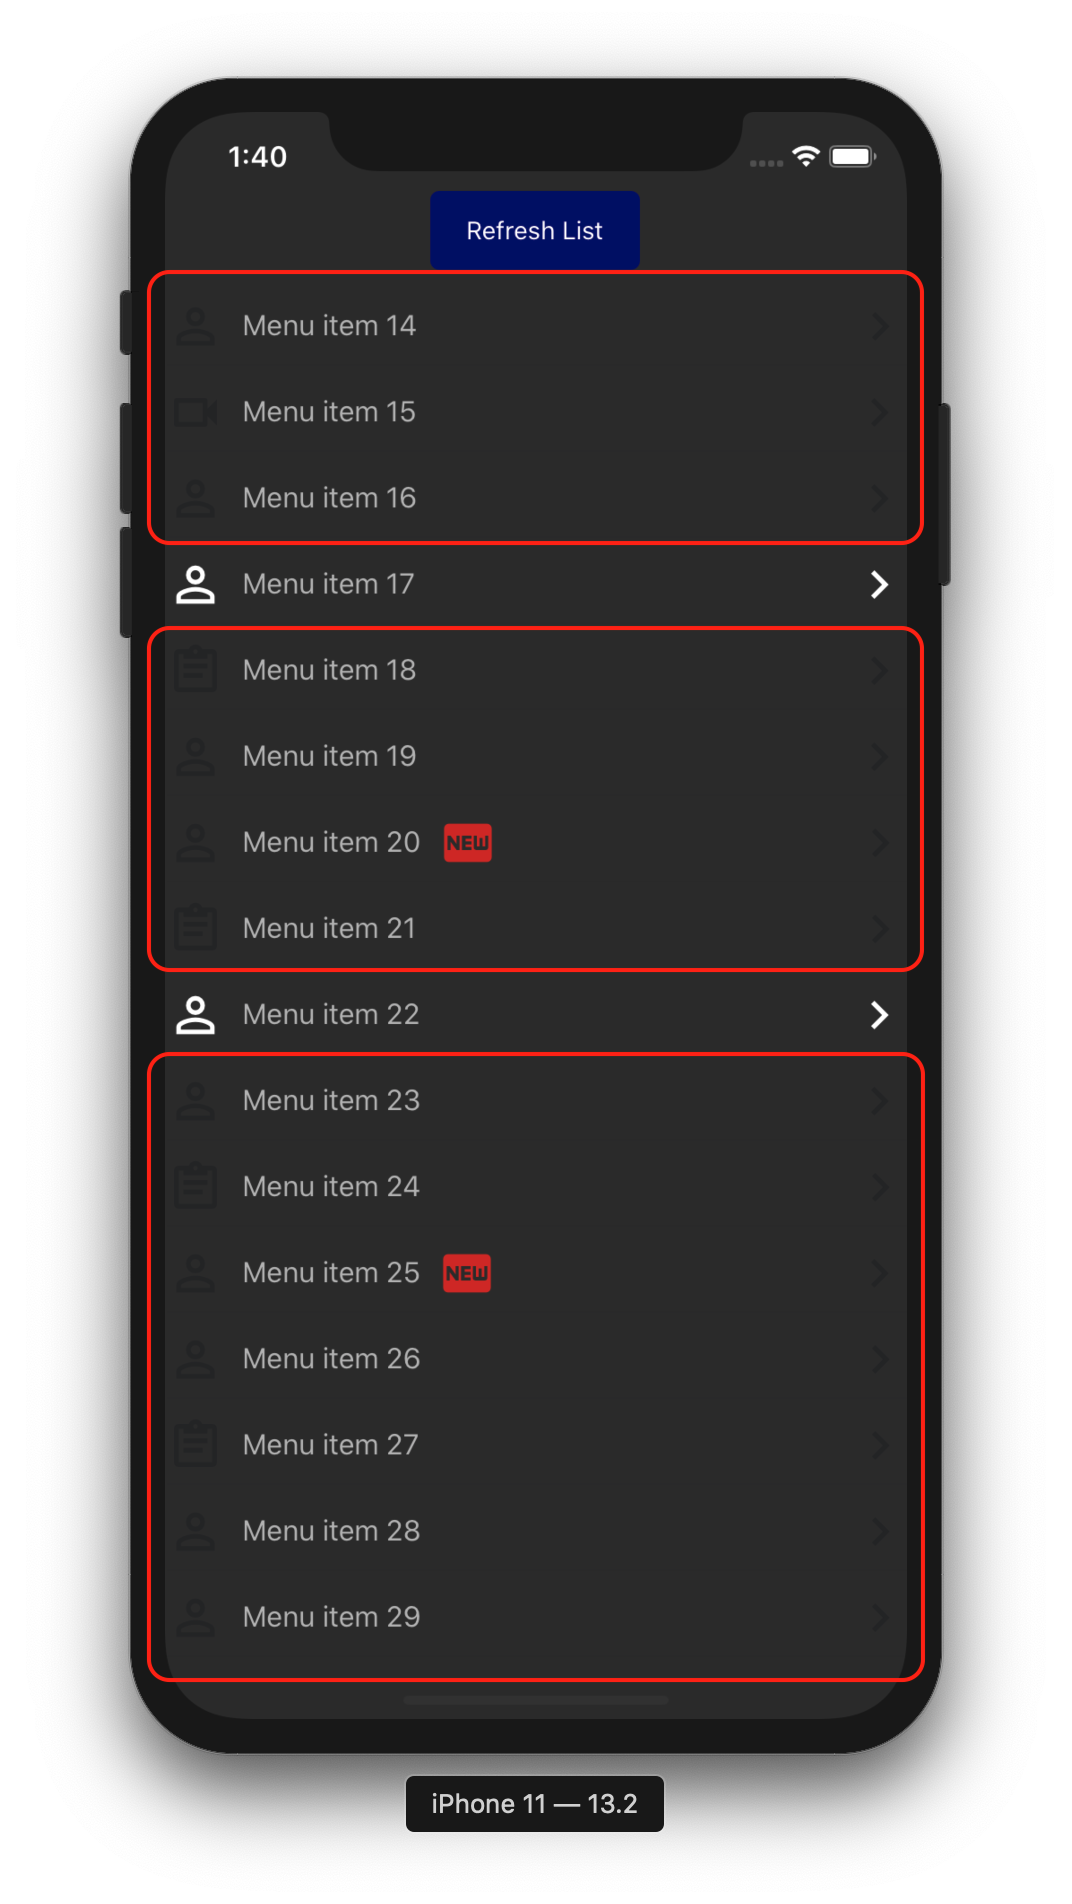 1:40
Refresh List
Menu item 14
Menu item 15
Menu item 16
Menu item 17
Menu item 18
Menu item 19
Menu item 20 NEW
Menu item 21
Menu item 22
Menu item 23
Menu item 24
Menu item 25 NEW
Menu item 26
Menu item 27
Menu item 28
Menu item 29
iPhone 11 — 13.2